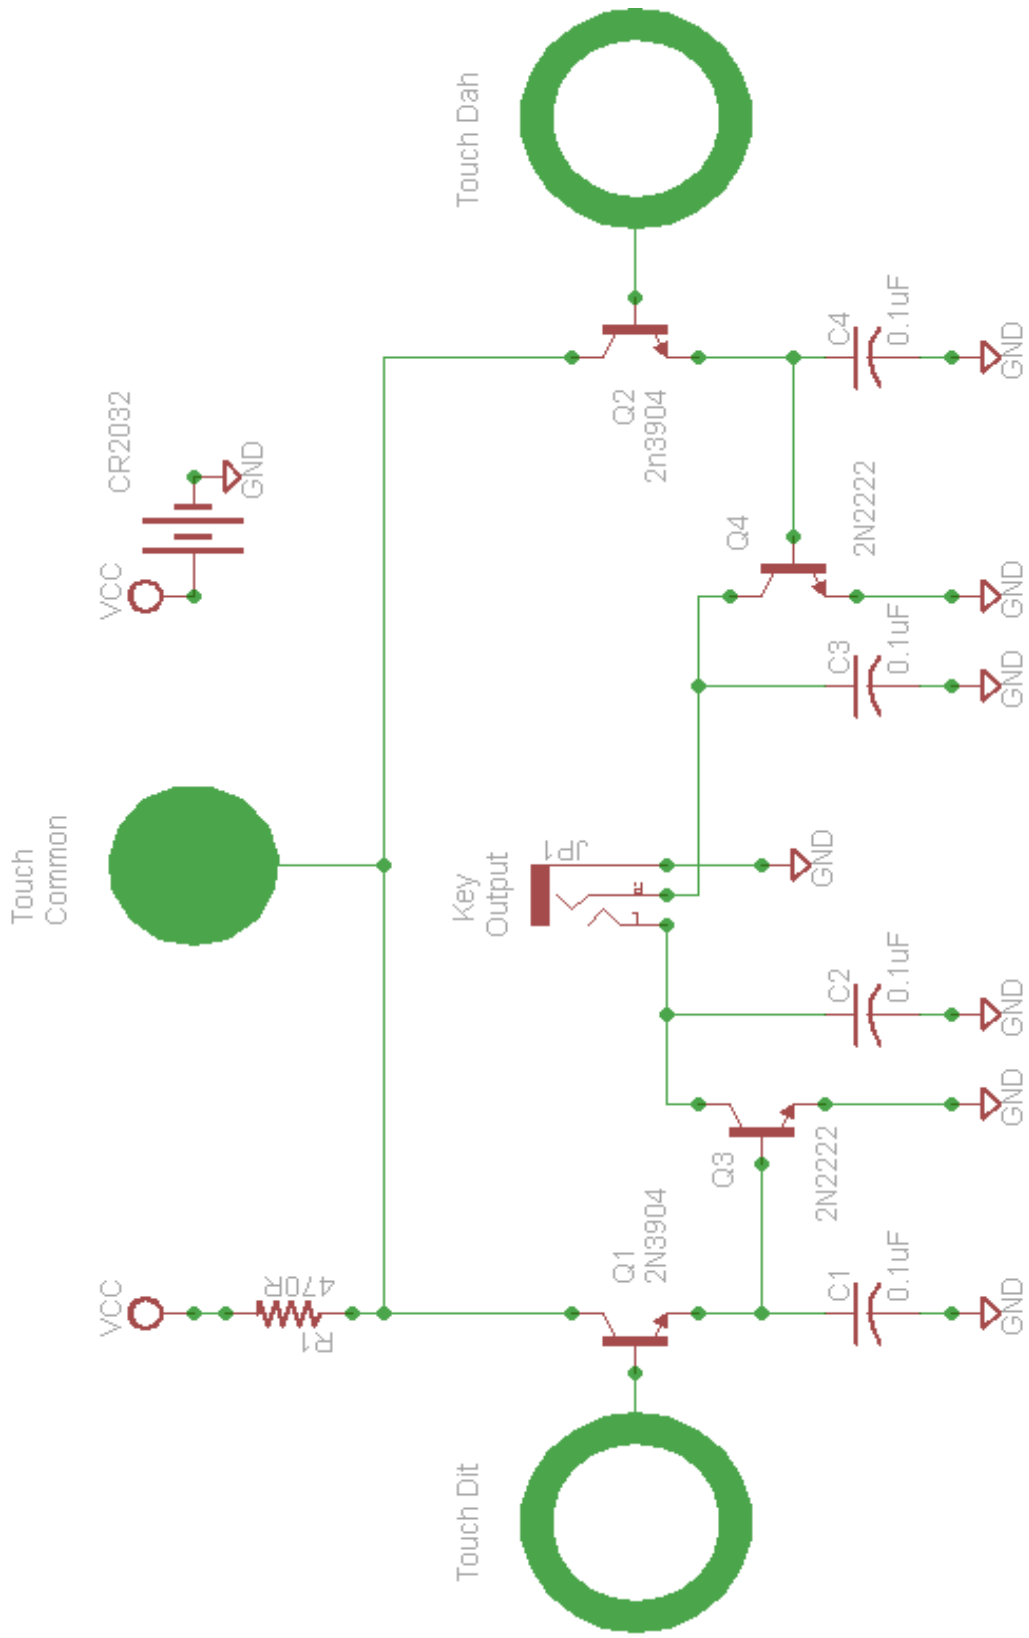 Touch Dah
CR2032
VCC
GND
Q2
2n3904
C4
0.1uF
GND
Q4
2N2222
GND
C3
0.1uF
GND
Touch
Common
Key
Output
JP1
R
L
GND
C2
0.1uF
GND
Q3
2N2222
GND
VCC
470R
R1
Q1
2N3904
C1
0.1uF
GND
Touch Dit